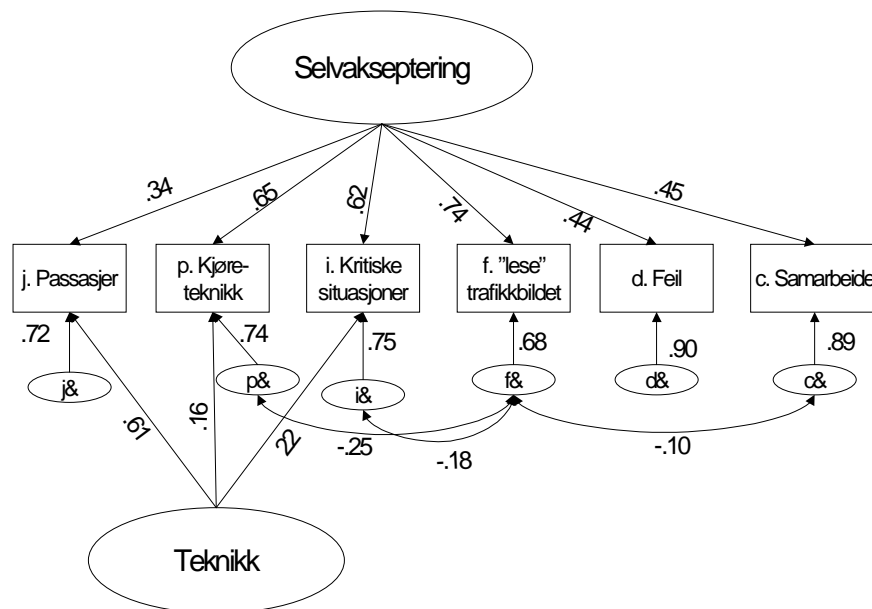 Selvakseptering
.34
.65
.62
.74
.44
.45
j. Passasjer
p. Kjøre-
teknikk
i. Kritiske
situasjoner
f. "lese"
trafikkbildet
d. Feil
c. Samarbeide
.72
.74
.75
.68
.90
.89
j&
p&
i&
f&
d&
c&
.61
.16
.22
-.25
-.18
-.10
Teknikk